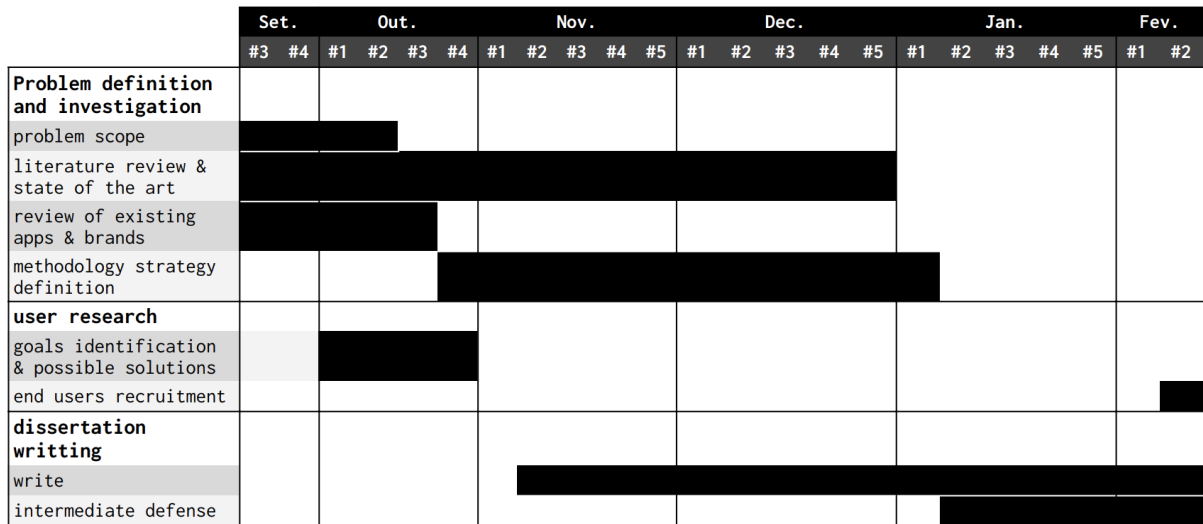 Set. Out. Nov. Dec. Jan. Fev.
#3 #4 #1 #2 #3 #4 #1 #2 #3 #4 #5 #1 #2 #3 #4 #5 #1 #2 #3 #4 #5 #1 #2
Problem definition
and investigation
problem scope
literature review &
state of the art
review of existing
apps & brands
methodology strategy
definition
user research
goals identification
& possible solutions
end users recruitment
dissertation
writting
write
intermediate defense